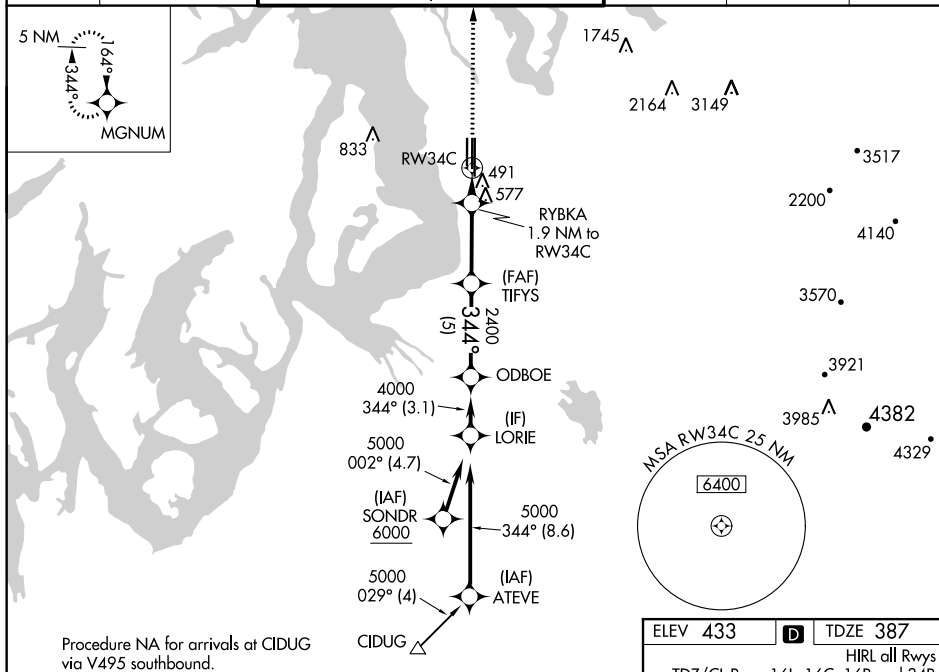 5 NM
344°
164°
MGNUM
1745
2164
3149
833
3517
RW34C
491
577
2200
RYBKA
1.9 NM to
RW34C
4140
(FAF)
TIFYS
3570
2400
344°
(5)
ODBOE
3921
4000
344° (3.1)
3985
4382
(IF)
LORIE
4329
5000
002° (4.7)
MSA RW34C 25 NM
6400
(IAF)
SONDR
6000
5000
344° (8.6)
5000
029° (4)
(IAF)
ATEVE
CIDUG
Procedure NA for arrivals at CIDUG
via V495 southbound.
ELEV 433
D
TDZE 387
HIRL all Rwys